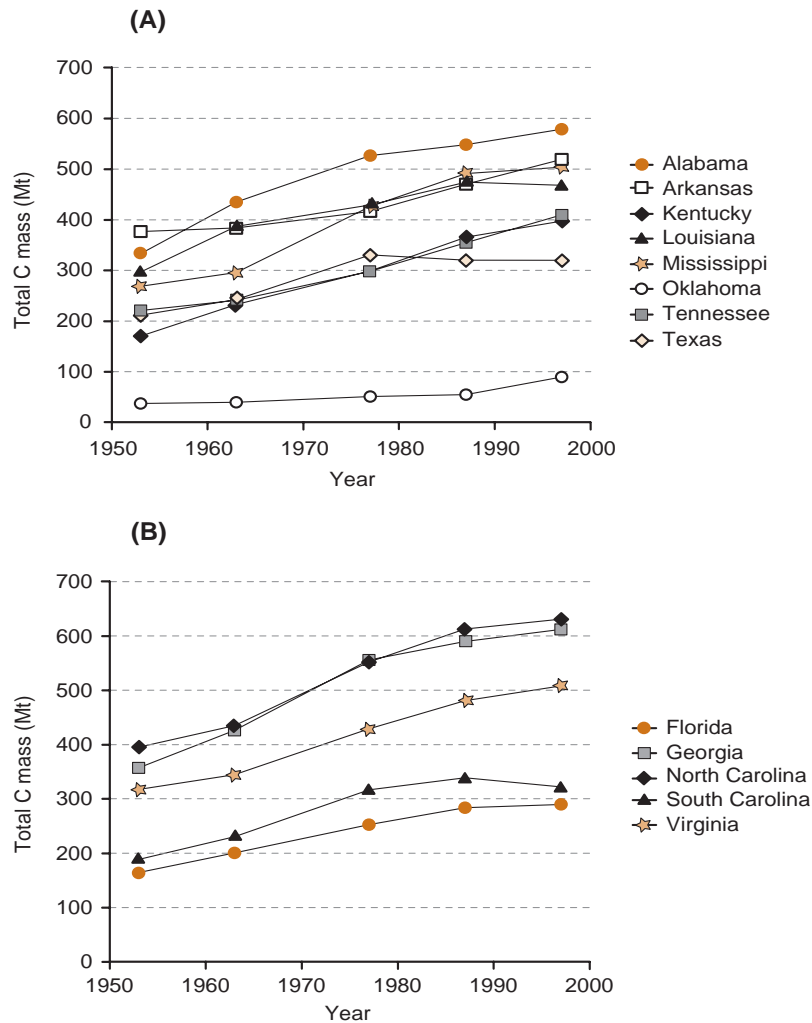 (A)
Total C mass (Mt)
700
600
500
400
300
200
100
0
1950 1960 1970 1980 1990 2000
Year
Alabama
Arkansas
Kentucky
Louisiana
Mississippi
Oklahoma
Tennessee
Texas
(B)
Total C mass (Mt)
700
600
500
400
300
200
100
0
1950 1960 1970 1980 1990 2000
Year
Florida
Georgia
North Carolina
South Carolina
Virginia